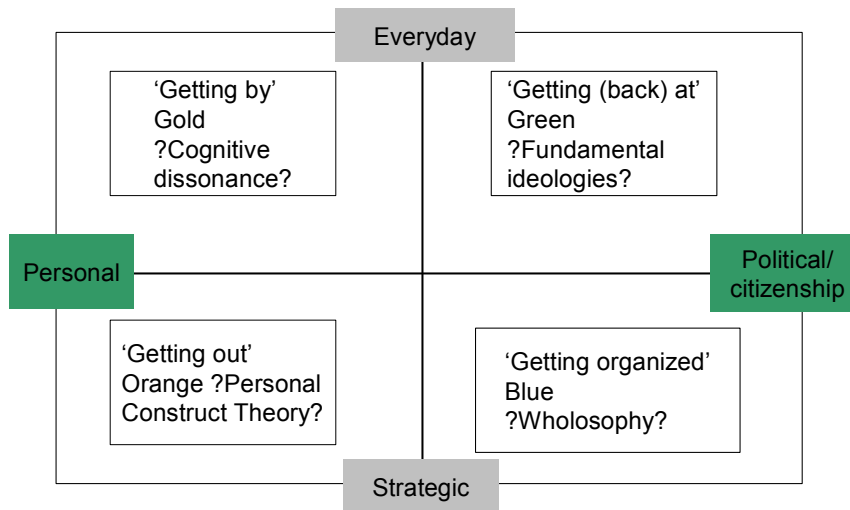 Everyday
‘Getting by’
Gold
?Cognitive
dissonance?
‘Getting (back) at’
Green
?Fundamental
ideologies?
Personal
Political/
citizenship
‘Getting out’
Orange ?Personal
Construct Theory?
‘Getting organized’
Blue
?Wholosophy?
Strategic